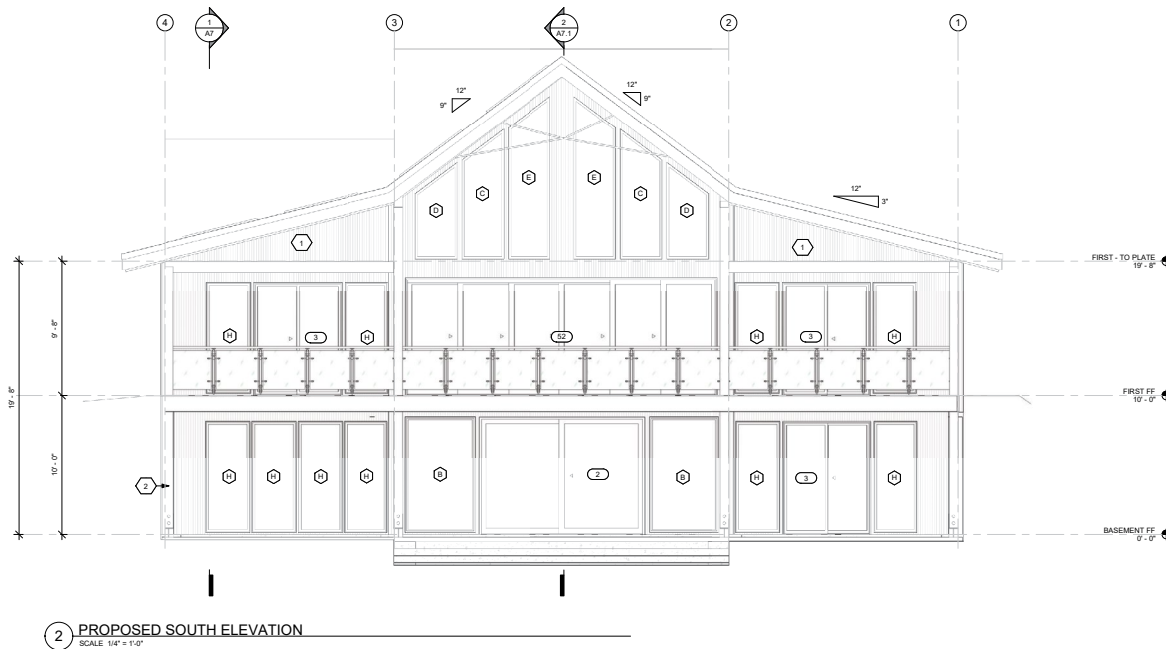 4
1
A7
3
2
A7.1
2
1
12"
9"
12"
9"
12"
3"
E
E
C
C
D
D
1
1
FIRST - TO PLATE
19' - 8"
9' - 8"
H
3
H
52
H
3
H
19' - 8"
FIRST FF
10' - 0"
10' - 0"
H
H
H
H
B
2
B
H
3
H
2
BASEMENT FF
0' - 0"
2
PROPOSED SOUTH ELEVATION
SCALE 1/4" = 1'-0"